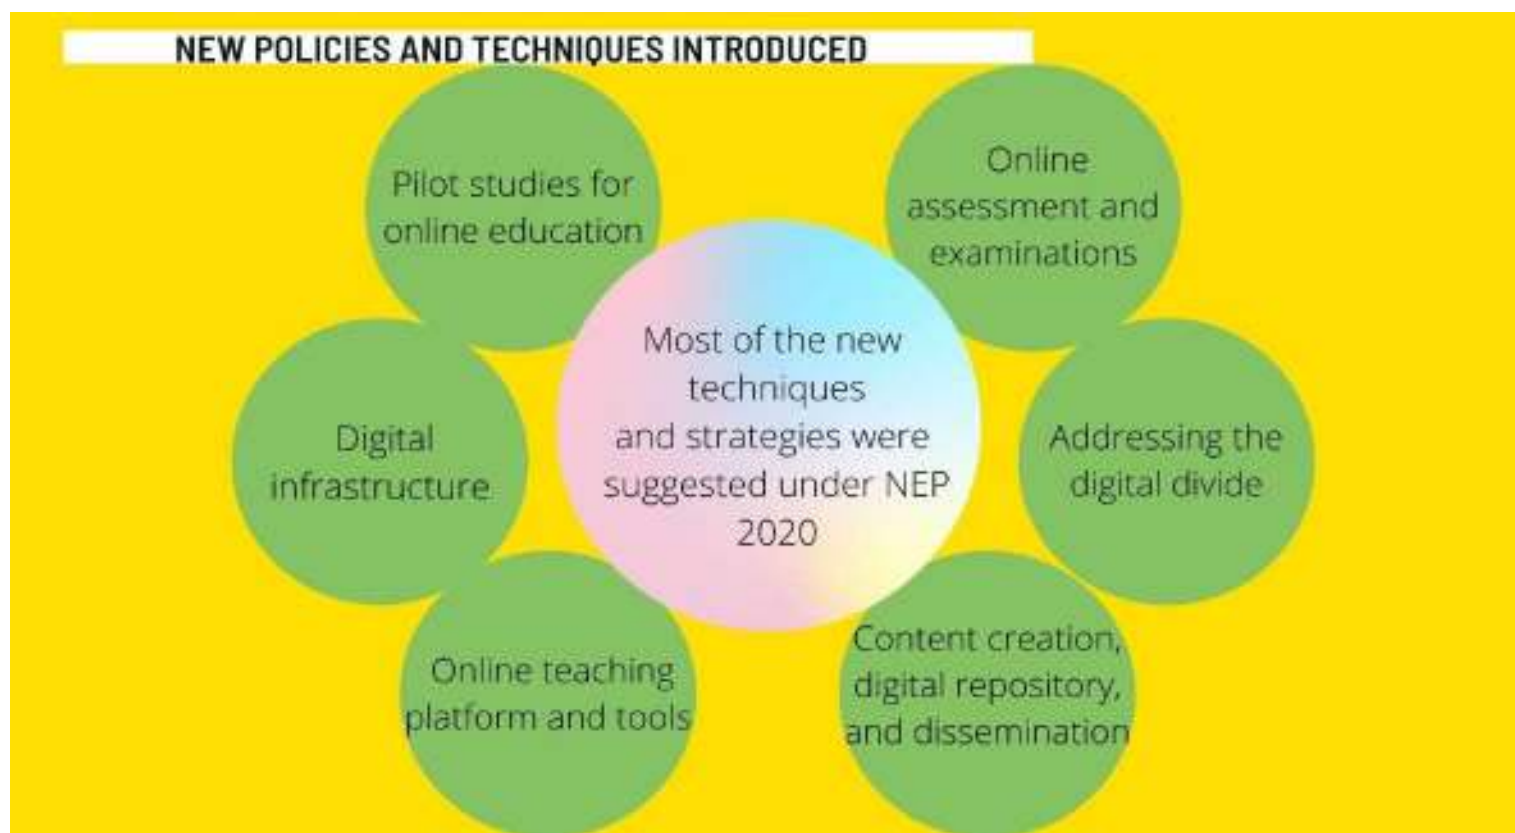 NEW POLICIES AND TECHNIQUES INTRODUCED
Pilot studies for
online education
Online
assessment and
examinations
Most of the new
techniques
and strategies were
suggested under NEP
2020
Digital
infrastructure
Addressing the
digital divide
Online teaching
platform and tools
Content creation,
digital repository,
and dissemination